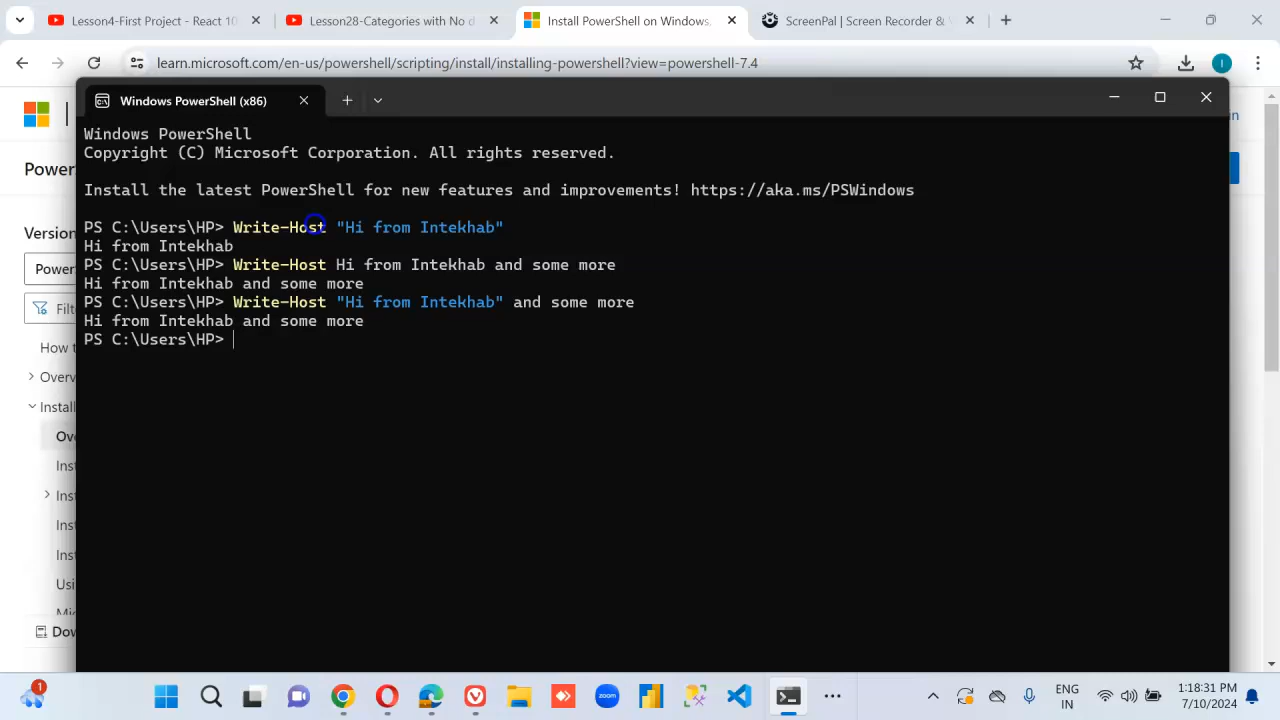 Lesson4-First Project - React 10
Lesson28-Categories with No d
Install PowerShell on Windows
ScreenPal | Screen Recorder &
learn.microsoft.com/en-us/powershell/scripting/install/installing-powershell?view=powershell-7.4
I
Windows PowerShell (x86)
Windows PowerShell
Copyright (C) Microsoft Corporation. All rights reserved.
Install the latest PowerShell for new features and improvements! https://aka.ms/PSWindows
PS C:\Users\HP> Write-Host "Hi from Intekhab"
Hi from Intekhab
PS C:\Users\HP> Write-Host Hi from Intekhab and some more
Hi from Intekhab and some more
PS C:\Users\HP> Write-Host "Hi from Intekhab" and some more
Hi from Intekhab and some more
PS C:\Users\HP>
Power
Version
Power
Filt
How t
Overv
Install
Ove
Inst
Inst
Inst
Inst
Usi
Dow
in
1
zoom
ENG
IN
1:18:31 PM
7/10/2024